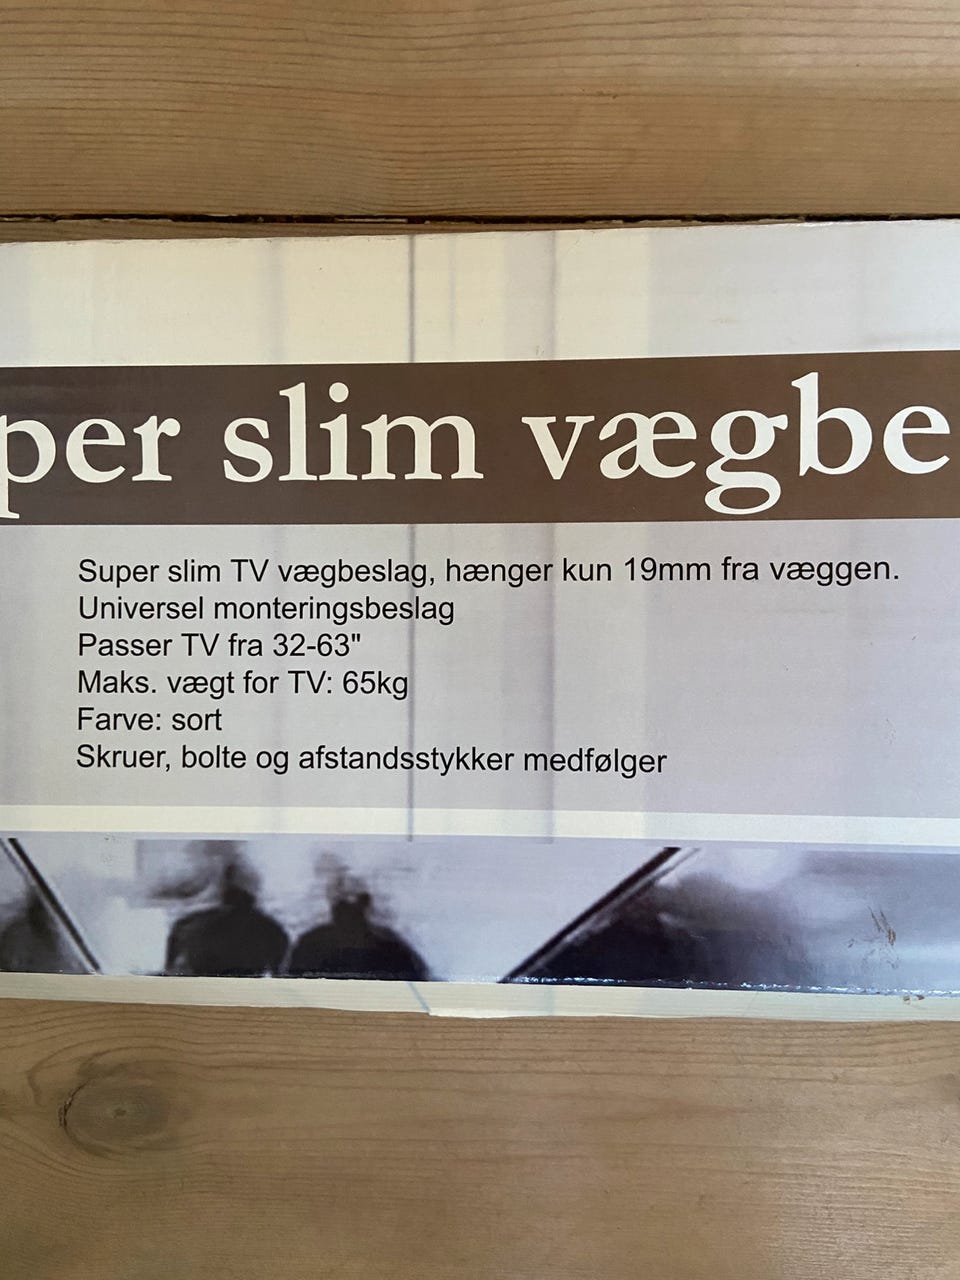 per slim vægbe
Super slim TV vægbeslag, hænger kun 19mm fra væggen.
Universel monteringsbeslag
Passer TV fra 32-63"
Maks. vægt for TV: 65kg
Farve: sort
Skruer, bolte og afstandsstykker medfølger